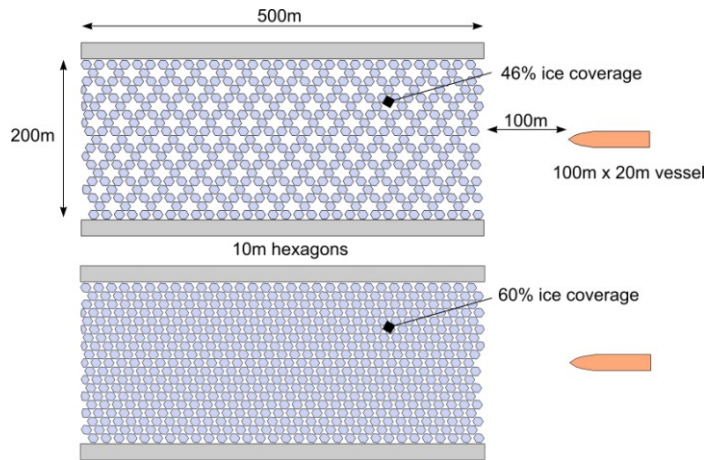 500m
46% ice coverage
200m
100m
100m x 20m vessel
10m hexagons
60% ice coverage